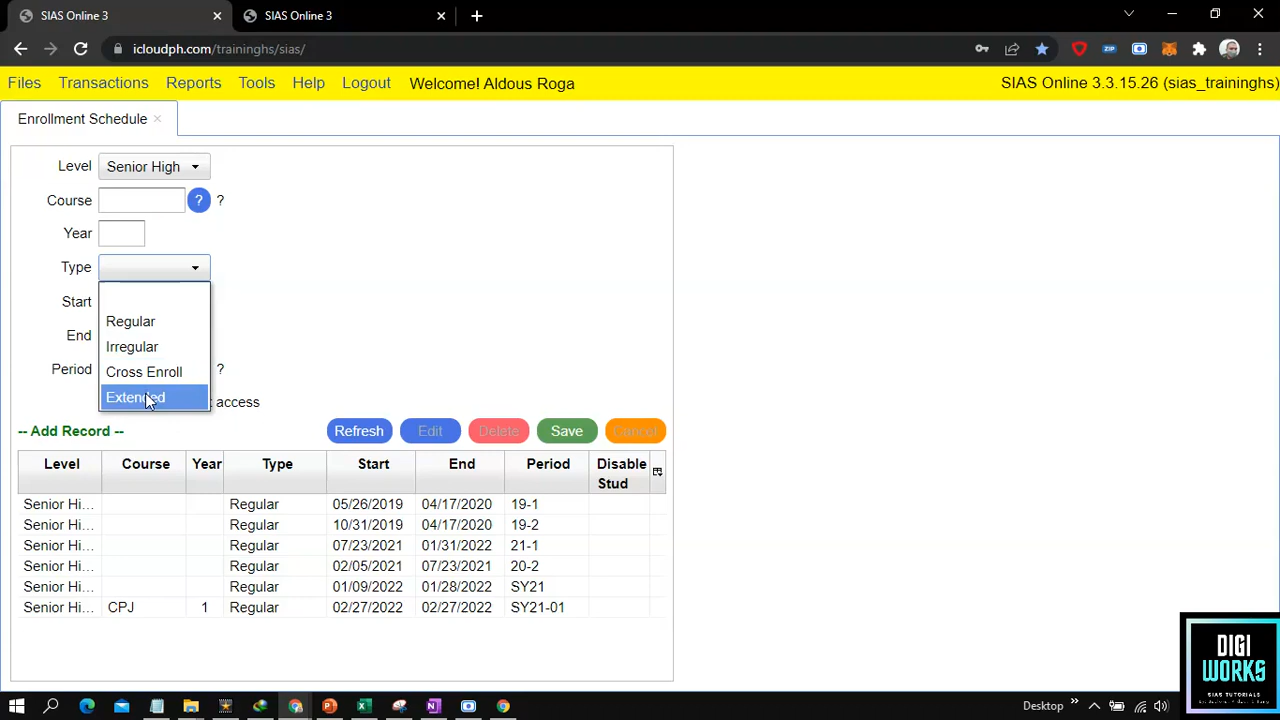 SIAS Online 3
SIAS Online 3
icloudph.com/traininghs/sias/
Files Transactions Reports Tools Help Logout Welcome! Aldous Roga SIAS Online 3.3.15.26 (sias_traininghs)
Enrollment Schedule
Level Senior High
Course ? ?
Year
Type
Start
Regular
End
Irregular
Period Cross Enroll ?
Extended access
-- Add Record -- Refresh Edit Delete Save Cancel
Level Course Year Type Start End Period Disable Stud
Senior Hi... Regular 05/26/2019 04/17/2020 19-1
Senior Hi... Regular 10/31/2019 04/17/2020 19-2
Senior Hi... Regular 07/23/2021 01/31/2022 21-1
Senior Hi... Regular 02/05/2021 07/23/2021 20-2
Senior Hi... Regular 01/09/2022 01/28/2022 SY21
Senior Hi... CPJ 1 Regular 02/27/2022 02/27/2022 SY21-01
DIGI
WORKS
SIAS TUTORIALS
Desktop